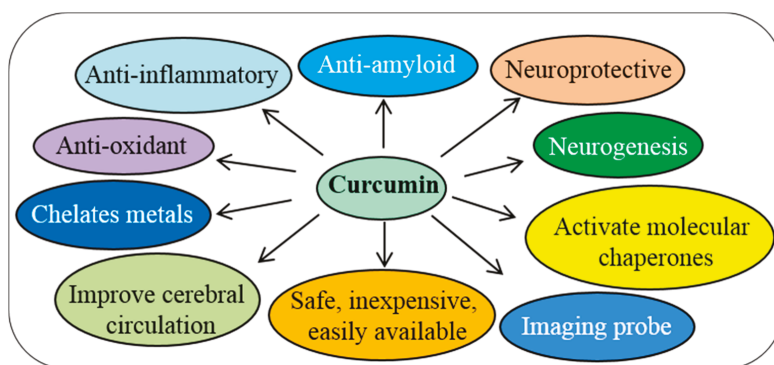 Anti-inflammatory
Anti-amyloid
Neuroprotective
Anti-oxidant
Neurogenesis
Curcumin
Chelates metals
Activate molecular
chaperones
Improve cerebral
circulation
Safe, inexpensive,
easily available
Imaging probe